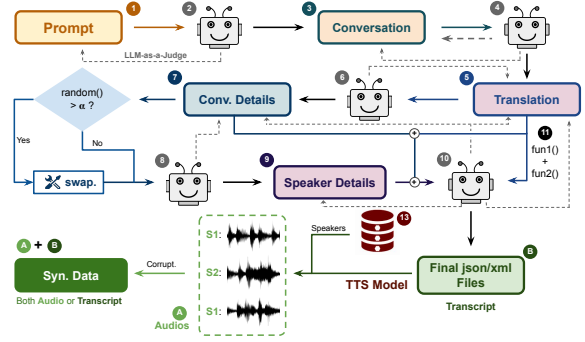 1
2
3
4
Prompt
Conversation
LLM-as-a-Judge
7
6
5
random()
> α ?
Conv. Details
Translation
Yes
No
11
8
9
10
fun1()
+
fun2()
swap.
Speaker Details
13
A + B
S1:
Speakers
B
Syn. Data
Corrupt.
S2:
TTS Model
Final json/xml
Files
Both Audio or Transcript
A
Audios
S1:
Transcript